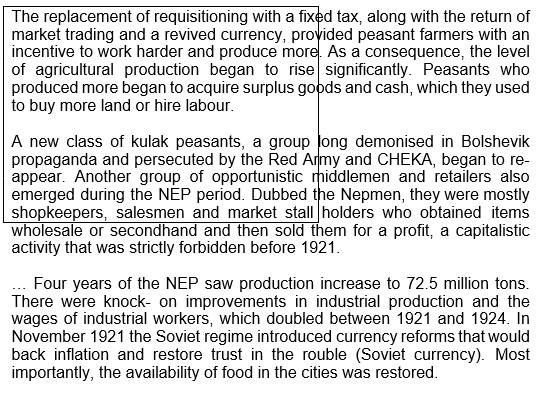 The replacement of requisitioning with a fixed tax, along with the return of
market trading and a revived currency, provided peasant farmers with an
incentive to work harder and produce more. As a consequence, the level
of agricultural production began to rise significantly. Peasants who
produced more began to acquire surplus goods and cash, which they used
to buy more land or hire labour.
A new class of kulak peasants, a group long demonised in Bolshevik
propaganda and persecuted by the Red Army and CHEKA, began to re-
appear. Another group of opportunistic middlemen and retailers also
emerged during the NEP period. Dubbed the Nepmen, they were mostly
shopkeepers, salesmen and market stall holders who obtained items
wholesale or secondhand and then sold them for a profit, a capitalistic
activity that was strictly forbidden before 1921.
… Four years of the NEP saw production increase to 72.5 million tons.
There were knock- on improvements in industrial production and the
wages of industrial workers, which doubled between 1921 and 1924. In
November 1921 the Soviet regime introduced currency reforms that would
back inflation and restore trust in the rouble (Soviet currency). Most
importantly, the availability of food in the cities was restored.